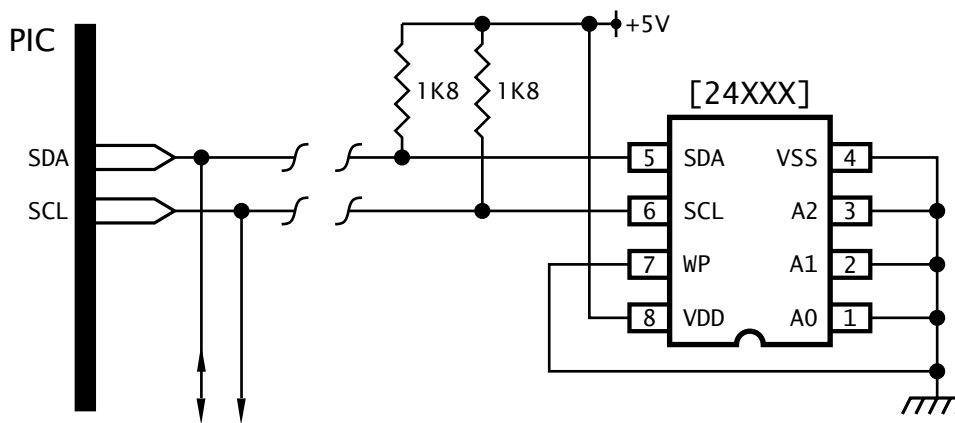 PIC
+5V
1K8
1K8
[24XXX]
SDA
5
SDA
VSS
4
SCL
6
SCL
A2
3
7
WP
A1
2
8
VDD
A0
1